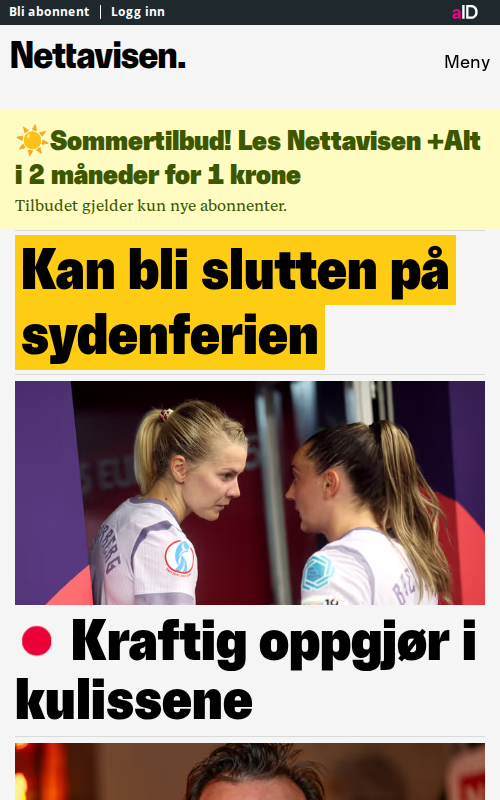 Bli abonnent | Logg inn
aID
Nettavisen.
Meny
☀️Sommertilbud! Les Nettavisen +Alt
i 2 måneder for 1 krone
Tilbudet gjelder kun nye abonnenter.
Kan bli slutten på
sydenferien
S EU
Kraftig oppgjør i
kulissene